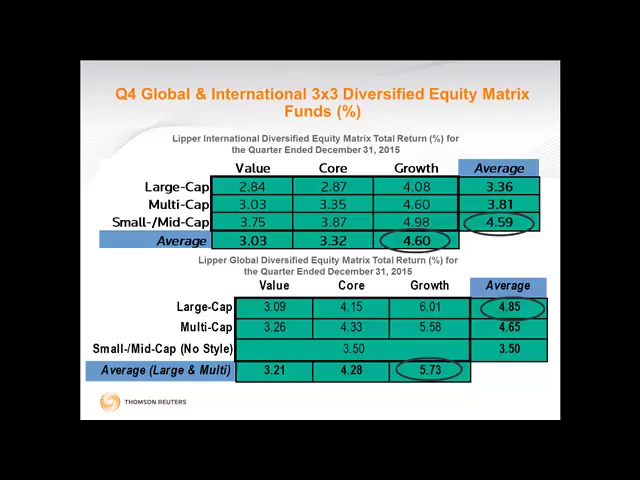 Q4 Global & International 3x3 Diversified Equity Matrix
Funds (%)
Lipper International Diversified Equity Matrix Total Return (%) for
the Quarter Ended December 31, 2015
Value Core Growth Average
Large-Cap 2.84 2.87 4.08 3.36
Multi-Cap 3.03 3.35 4.60 3.81
Small-/Mid-Cap 3.75 3.87 4.98 4.59
Average 3.03 3.32 4.60
Lipper Global Diversified Equity Matrix Total Return (%) for
the Quarter Ended December 31, 2015
Value Core Growth Average
Large-Cap 3.09 4.15 6.01 4.85
Multi-Cap 3.26 4.33 5.58 4.65
Small-/Mid-Cap (No Style) 3.50 3.50
Average (Large & Multi) 3.21 4.28 5.73
THOMSON REUTERS